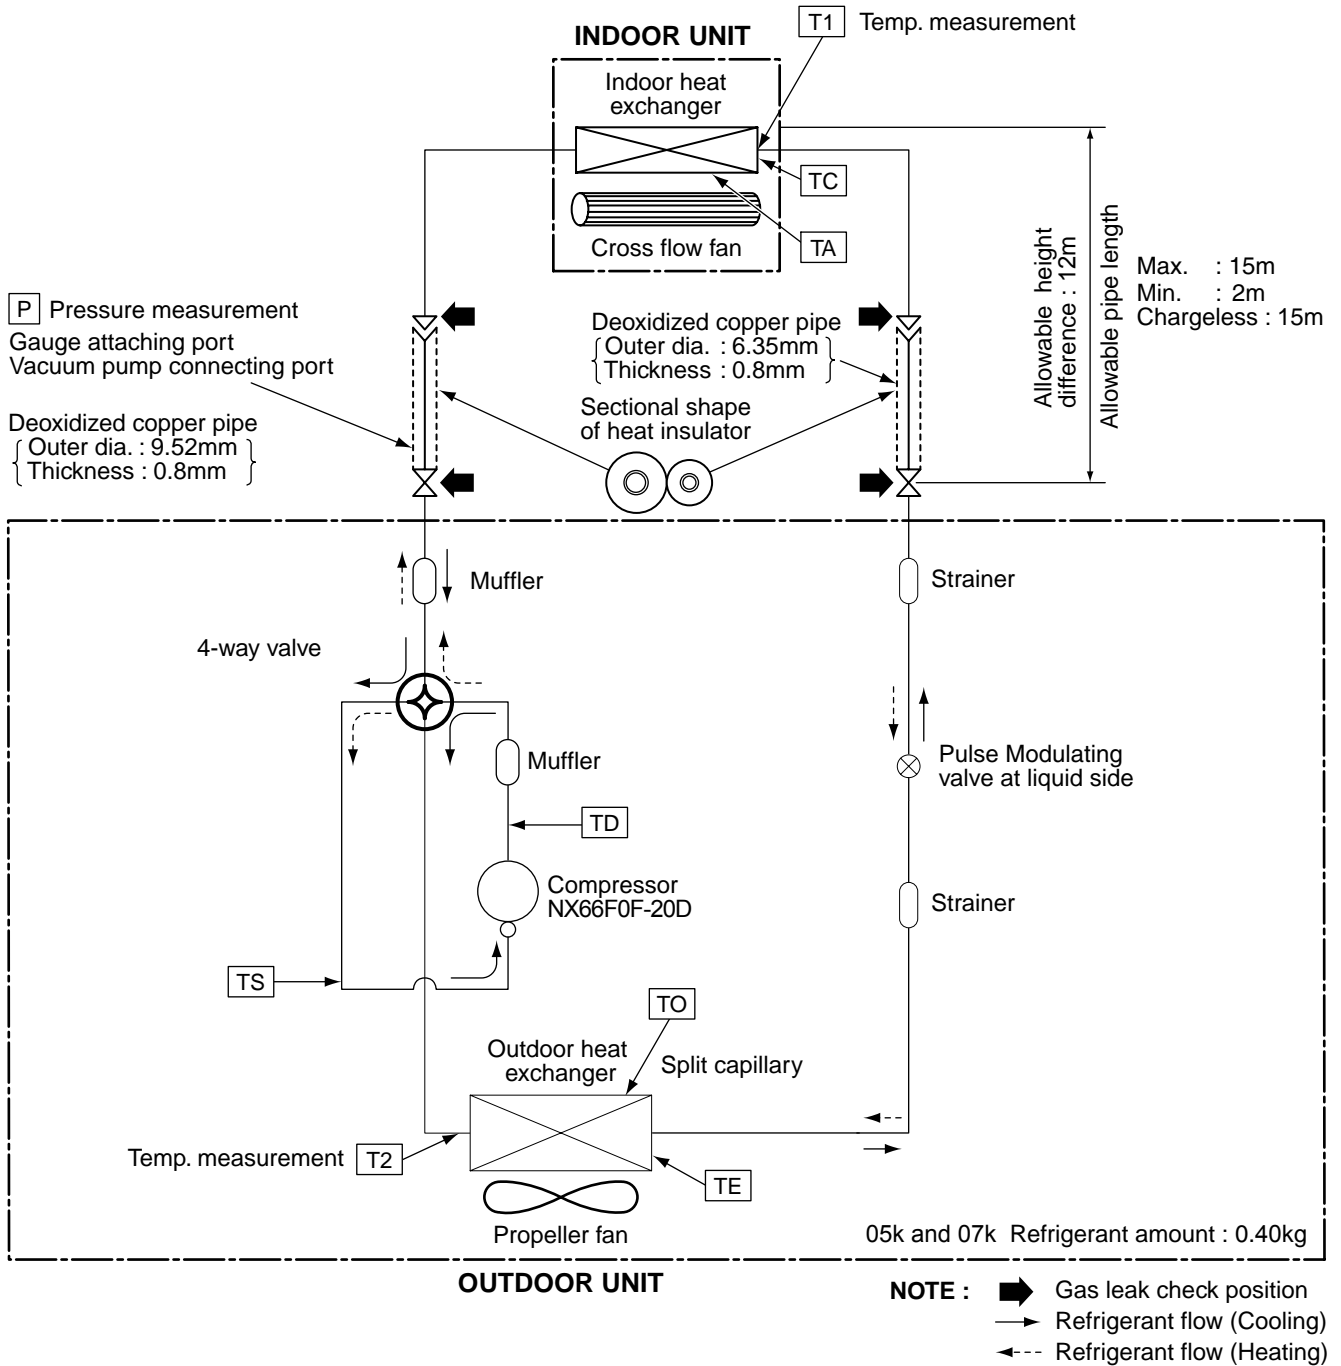 T1 Temp. measurement
INDOOR UNIT
Indoor heat
exchanger
TC
Cross flow fan
TA
Allowable height
difference : 12m
Allowable pipe length
Max. : 15m
Min. : 2m
Chargeless : 15m
P Pressure measurement
Gauge attaching port
Vacuum pump connecting port
Deoxidized copper pipe
Outer dia. : 9.52mm
Thickness : 0.8mm
Deoxidized copper pipe
Outer dia. : 6.35mm
Thickness : 0.8mm
Sectional shape
of heat insulator
Muffler
Strainer
4-way valve
Muffler
Pulse Modulating
valve at liquid side
TD
Compressor
NX66F0F-20D
Strainer
TS
TO
Outdoor heat
exchanger
Split capillary
Temp. measurement T2
TE
Propeller fan
05k and 07k Refrigerant amount : 0.40kg
OUTDOOR UNIT
NOTE : Gas leak check position
Refrigerant flow (Cooling)
Refrigerant flow (Heating)